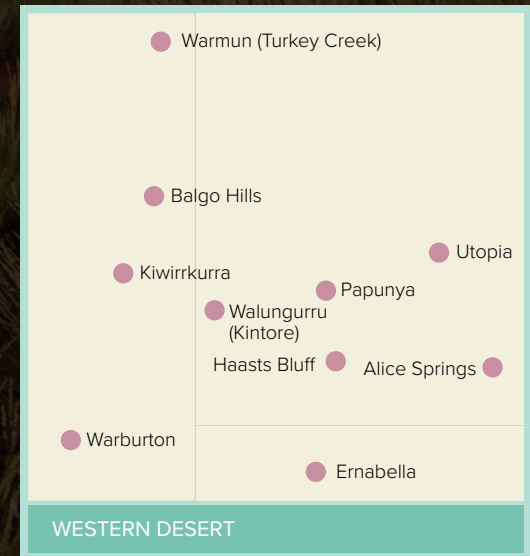 Warmun (Turkey Creek)
Balgo Hills
Utopia
Kiwirrkurra
Papunya
Walungurru
(Kintore)
Haasts Bluff
Alice Springs
Warburton
Ernabella
WESTERN DESERT